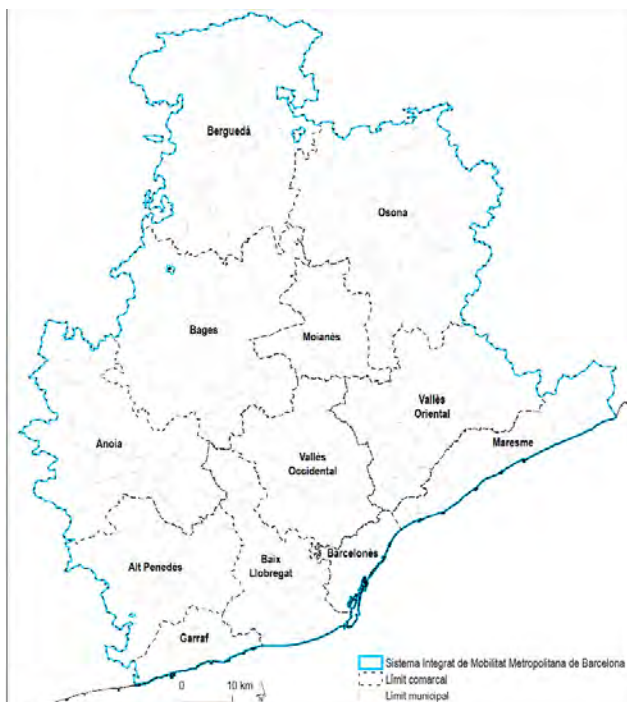 Berguedà
Osona
Bages
Moianès
Vallès
Oriental
Maresme
Anoia
Vallès
Occidental
Barcelonès
Alt Penedès
Baix
Llobregat
Garraf
Sistema Integrat de Mobilitat Metropolitana de Barcelona
Límit comarcal
Límit municipal
0 10 km